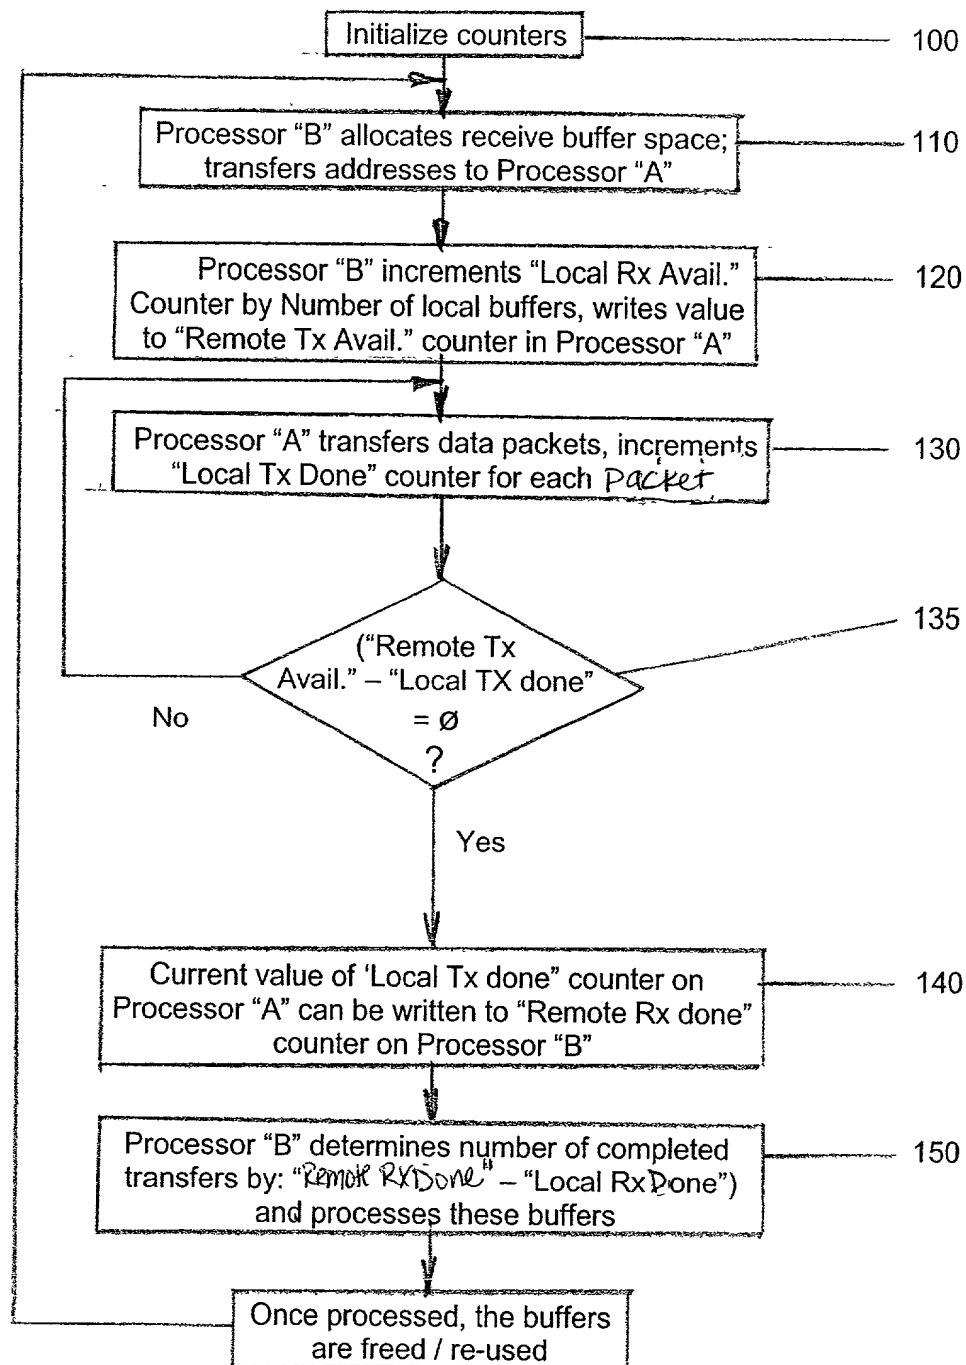 Initialize counters
100
Processor “B” allocates receive buffer space;
transfers addresses to Processor “A”
110
Processor “B” increments “Local Rx Avail.”
Counter by Number of local buffers, writes value
to “Remote Tx Avail.” counter in Processor “A”
120
Processor “A” transfers data packets, increments
“Local Tx Done” counter for each packet
130
(“Remote Tx
Avail.” – “Local TX done”
= ø
?
135
No
Yes
Current value of ‘Local Tx done” counter on
Processor “A” can be written to “Remote Rx done”
counter on Processor “B”
140
Processor “B” determines number of completed
transfers by: “Remote RxDone” – “Local RxDone”)
and processes these buffers
150
Once processed, the buffers
are freed / re-used